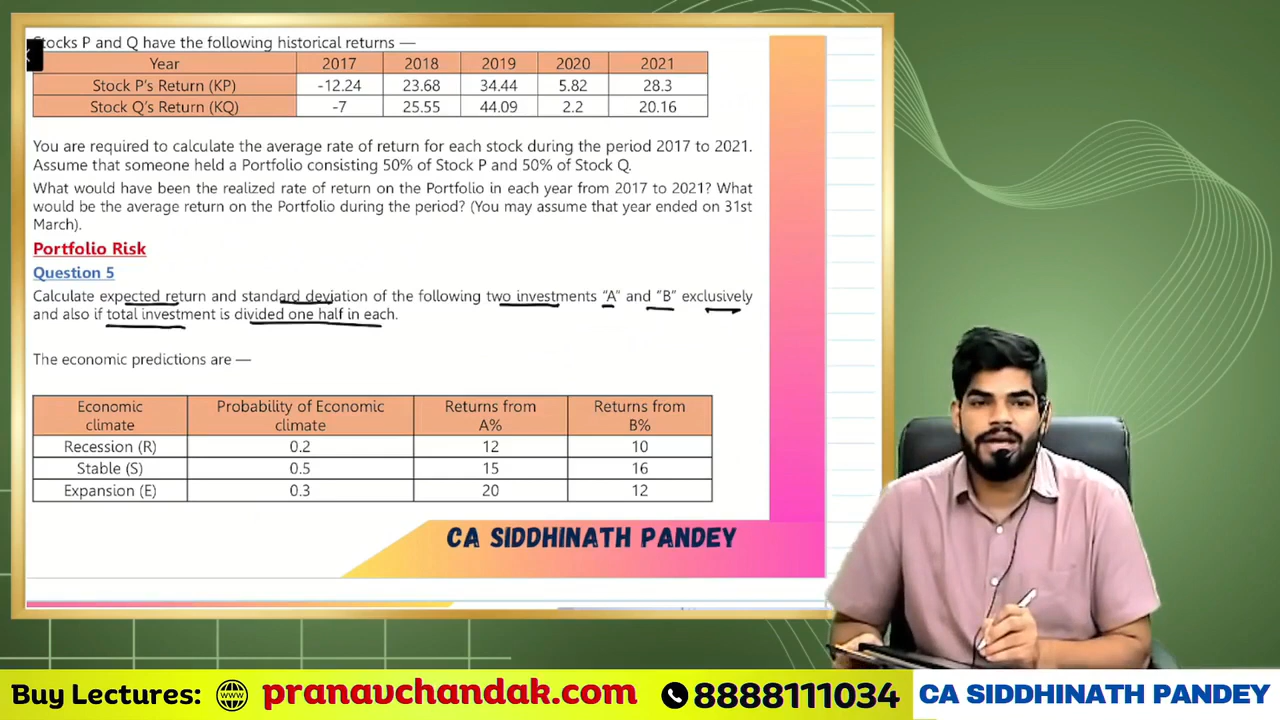 Stocks P and Q have the following historical returns —
Year 2017 2018 2019 2020 2021
Stock P's Return (KP) -12.24 23.68 34.44 5.82 28.3
Stock Q's Return (KQ) -7 25.55 44.09 2.2 20.16
You are required to calculate the average rate of return for each stock during the period 2017 to 2021.
Assume that someone held a Portfolio consisting 50% of Stock P and 50% of Stock Q.
What would have been the realized rate of return on the Portfolio in each year from 2017 to 2021? What
would be the average return on the Portfolio during the period? (You may assume that year ended on 31st
March).
Portfolio Risk
Question 5
Calculate expected return and standard deviation of the following two investments “A” and “B” exclusively
and also if total investment is divided one half in each.
The economic predictions are —
Economic climate Probability of Economic climate Returns from A% Returns from B%
Recession (R) 0.2 12 10
Stable (S) 0.5 15 16
Expansion (E) 0.3 20 12
CA SIDDHINATH PANDEY
Buy Lectures: pranavchandak.com 8888111034 CA SIDDHINATH PANDEY